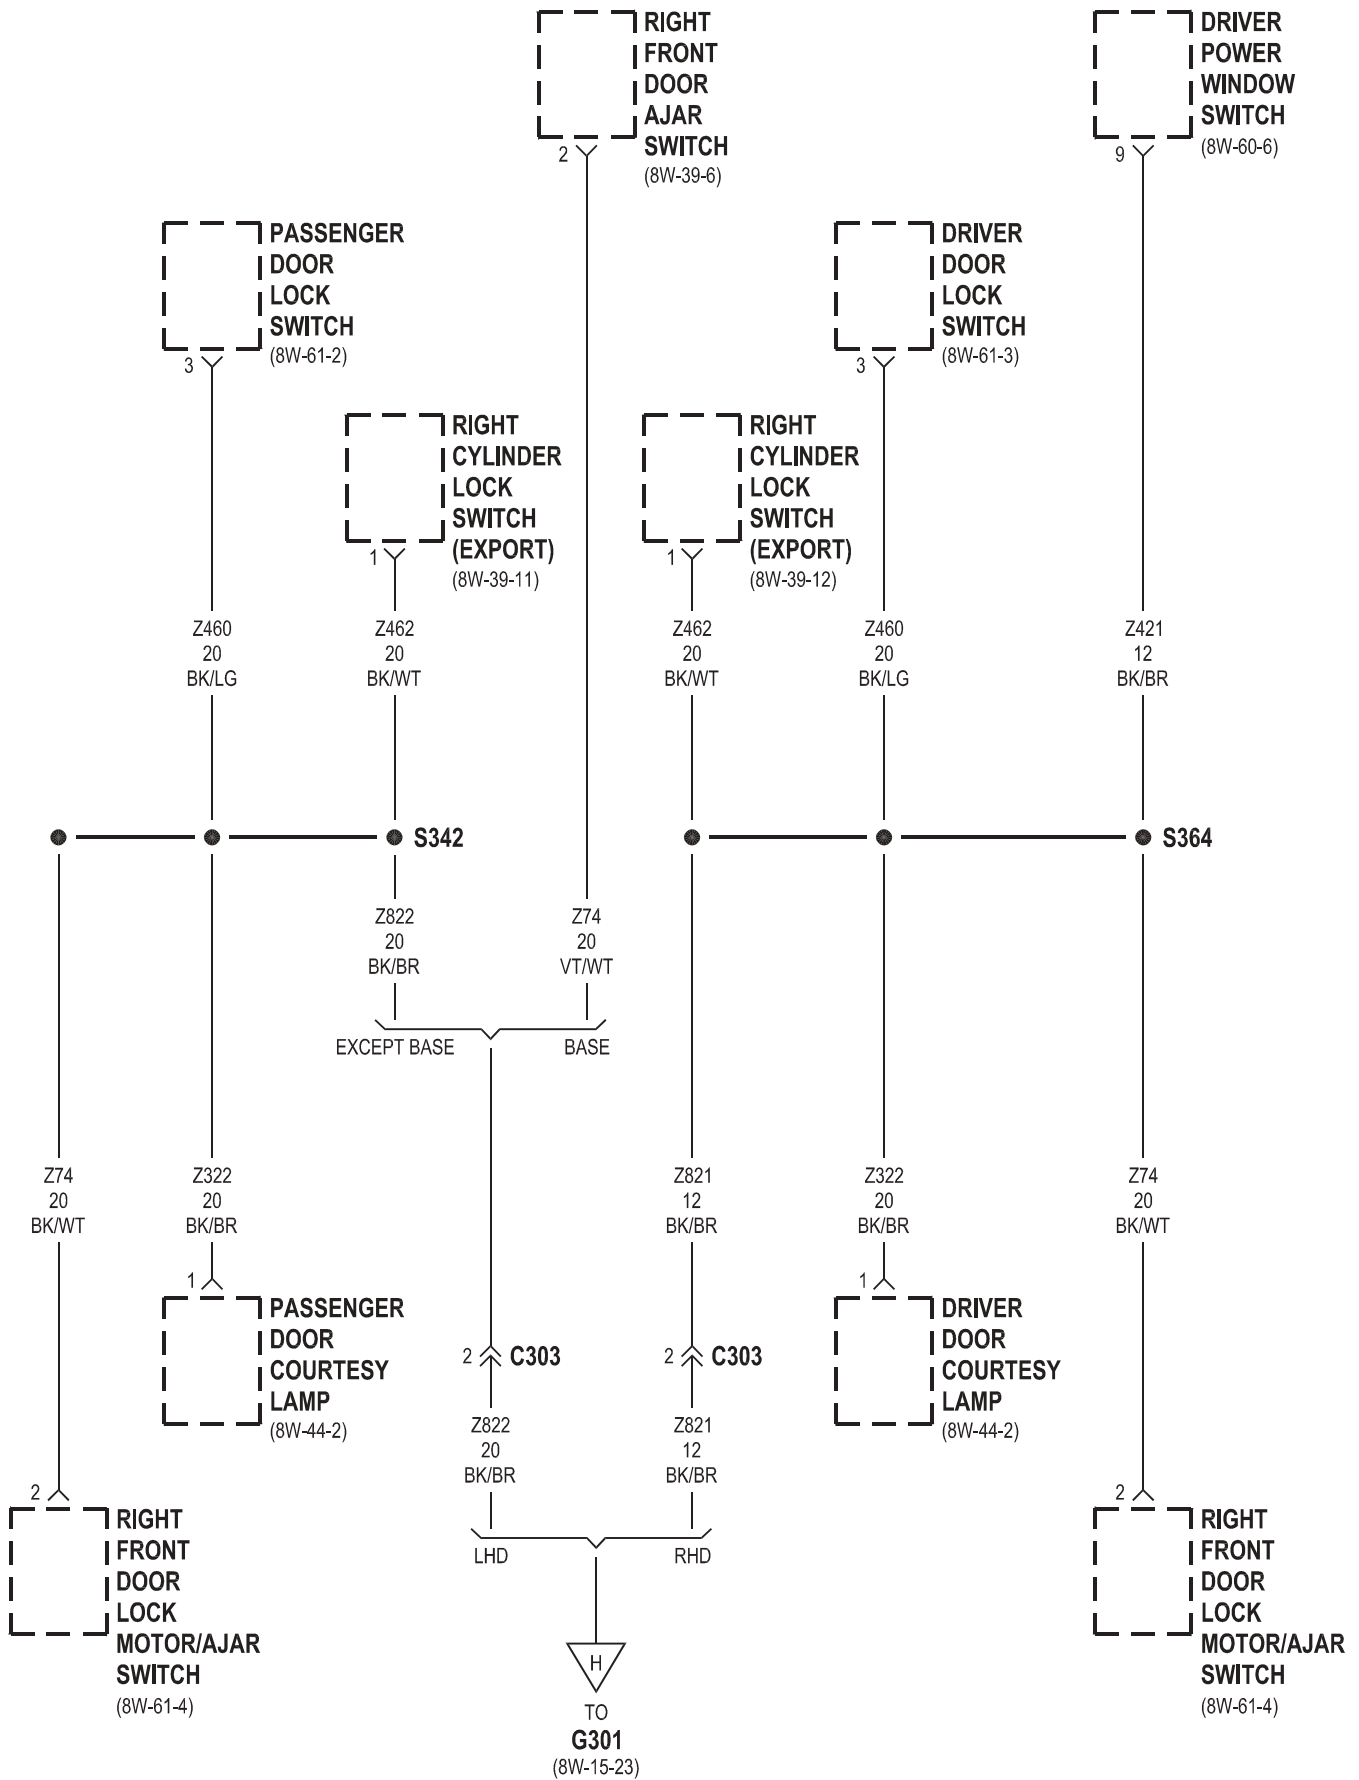 RIGHT
FRONT
DOOR
AJAR
SWITCH
(8W-39-6)
2
DRIVER
POWER
WINDOW
SWITCH
(8W-60-6)
9
PASSENGER
DOOR
LOCK
SWITCH
(8W-61-2)
3
DRIVER
DOOR
LOCK
SWITCH
(8W-61-3)
3
RIGHT
CYLINDER
LOCK
SWITCH
(EXPORT)
(8W-39-11)
1
RIGHT
CYLINDER
LOCK
SWITCH
(EXPORT)
(8W-39-12)
1
Z460
20
BK/LG
Z462
20
BK/WT
Z462
20
BK/WT
Z460
20
BK/LG
Z421
12
BK/BR
S342
S364
Z822
20
BK/BR
Z74
20
VT/WT
EXCEPT BASE
BASE
Z74
20
BK/WT
Z322
20
BK/BR
Z821
12
BK/BR
Z322
20
BK/BR
Z74
20
BK/WT
1
PASSENGER
DOOR
COURTESY
LAMP
(8W-44-2)
2
C303
2
C303
1
DRIVER
DOOR
COURTESY
LAMP
(8W-44-2)
Z822
20
BK/BR
Z821
12
BK/BR
2
RIGHT
FRONT
DOOR
LOCK
MOTOR/AJAR
SWITCH
(8W-61-4)
LHD
RHD
2
RIGHT
FRONT
DOOR
LOCK
MOTOR/AJAR
SWITCH
(8W-61-4)
H
TO
G301
(8W-15-23)